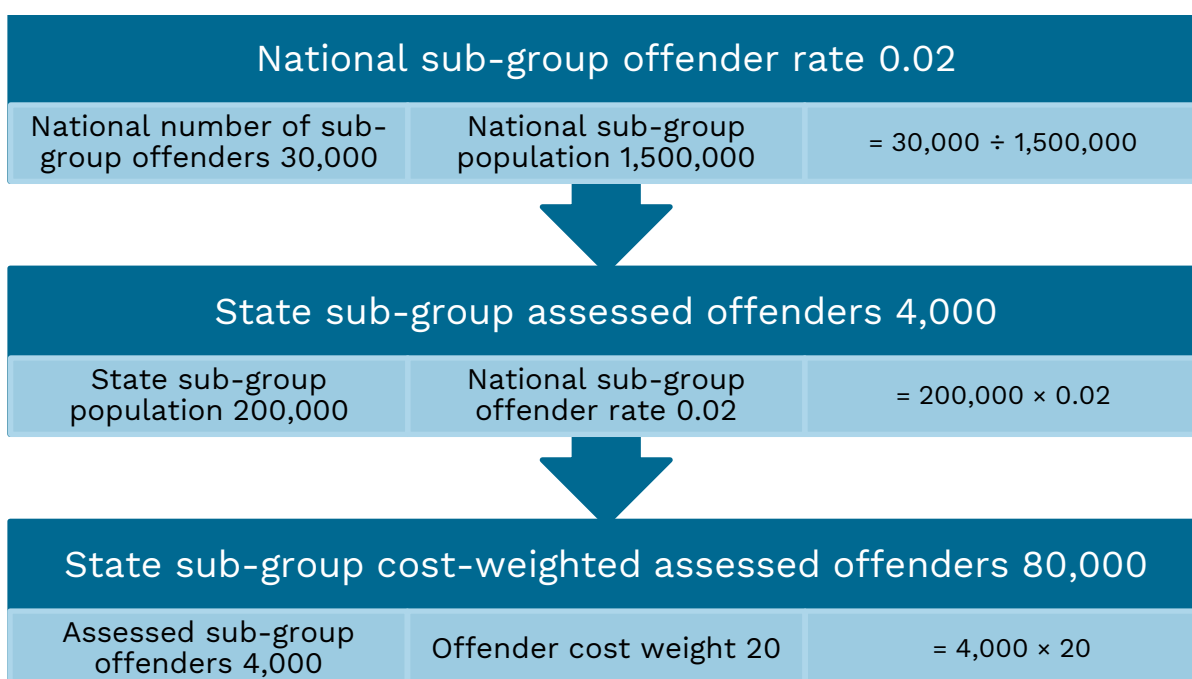 National sub-group offender rate 0.02
National number of sub-
group offenders 30,000
National sub-group
population 1,500,000
= 30,000 ÷ 1,500,000
State sub-group assessed offenders 4,000
State sub-group
population 200,000
National sub-group
offender rate 0.02
= 200,000 × 0.02
State sub-group cost-weighted assessed offenders 80,000
Assessed sub-group
offenders 4,000
Offender cost weight 20
= 4,000 × 20